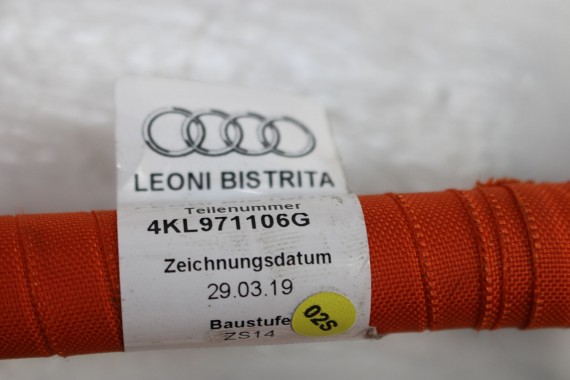 LEONI BISTRITA
Teilenummer
4KL971106G
Zeichnungsdatum
29.03.19
Baustufe
02S
ZS14